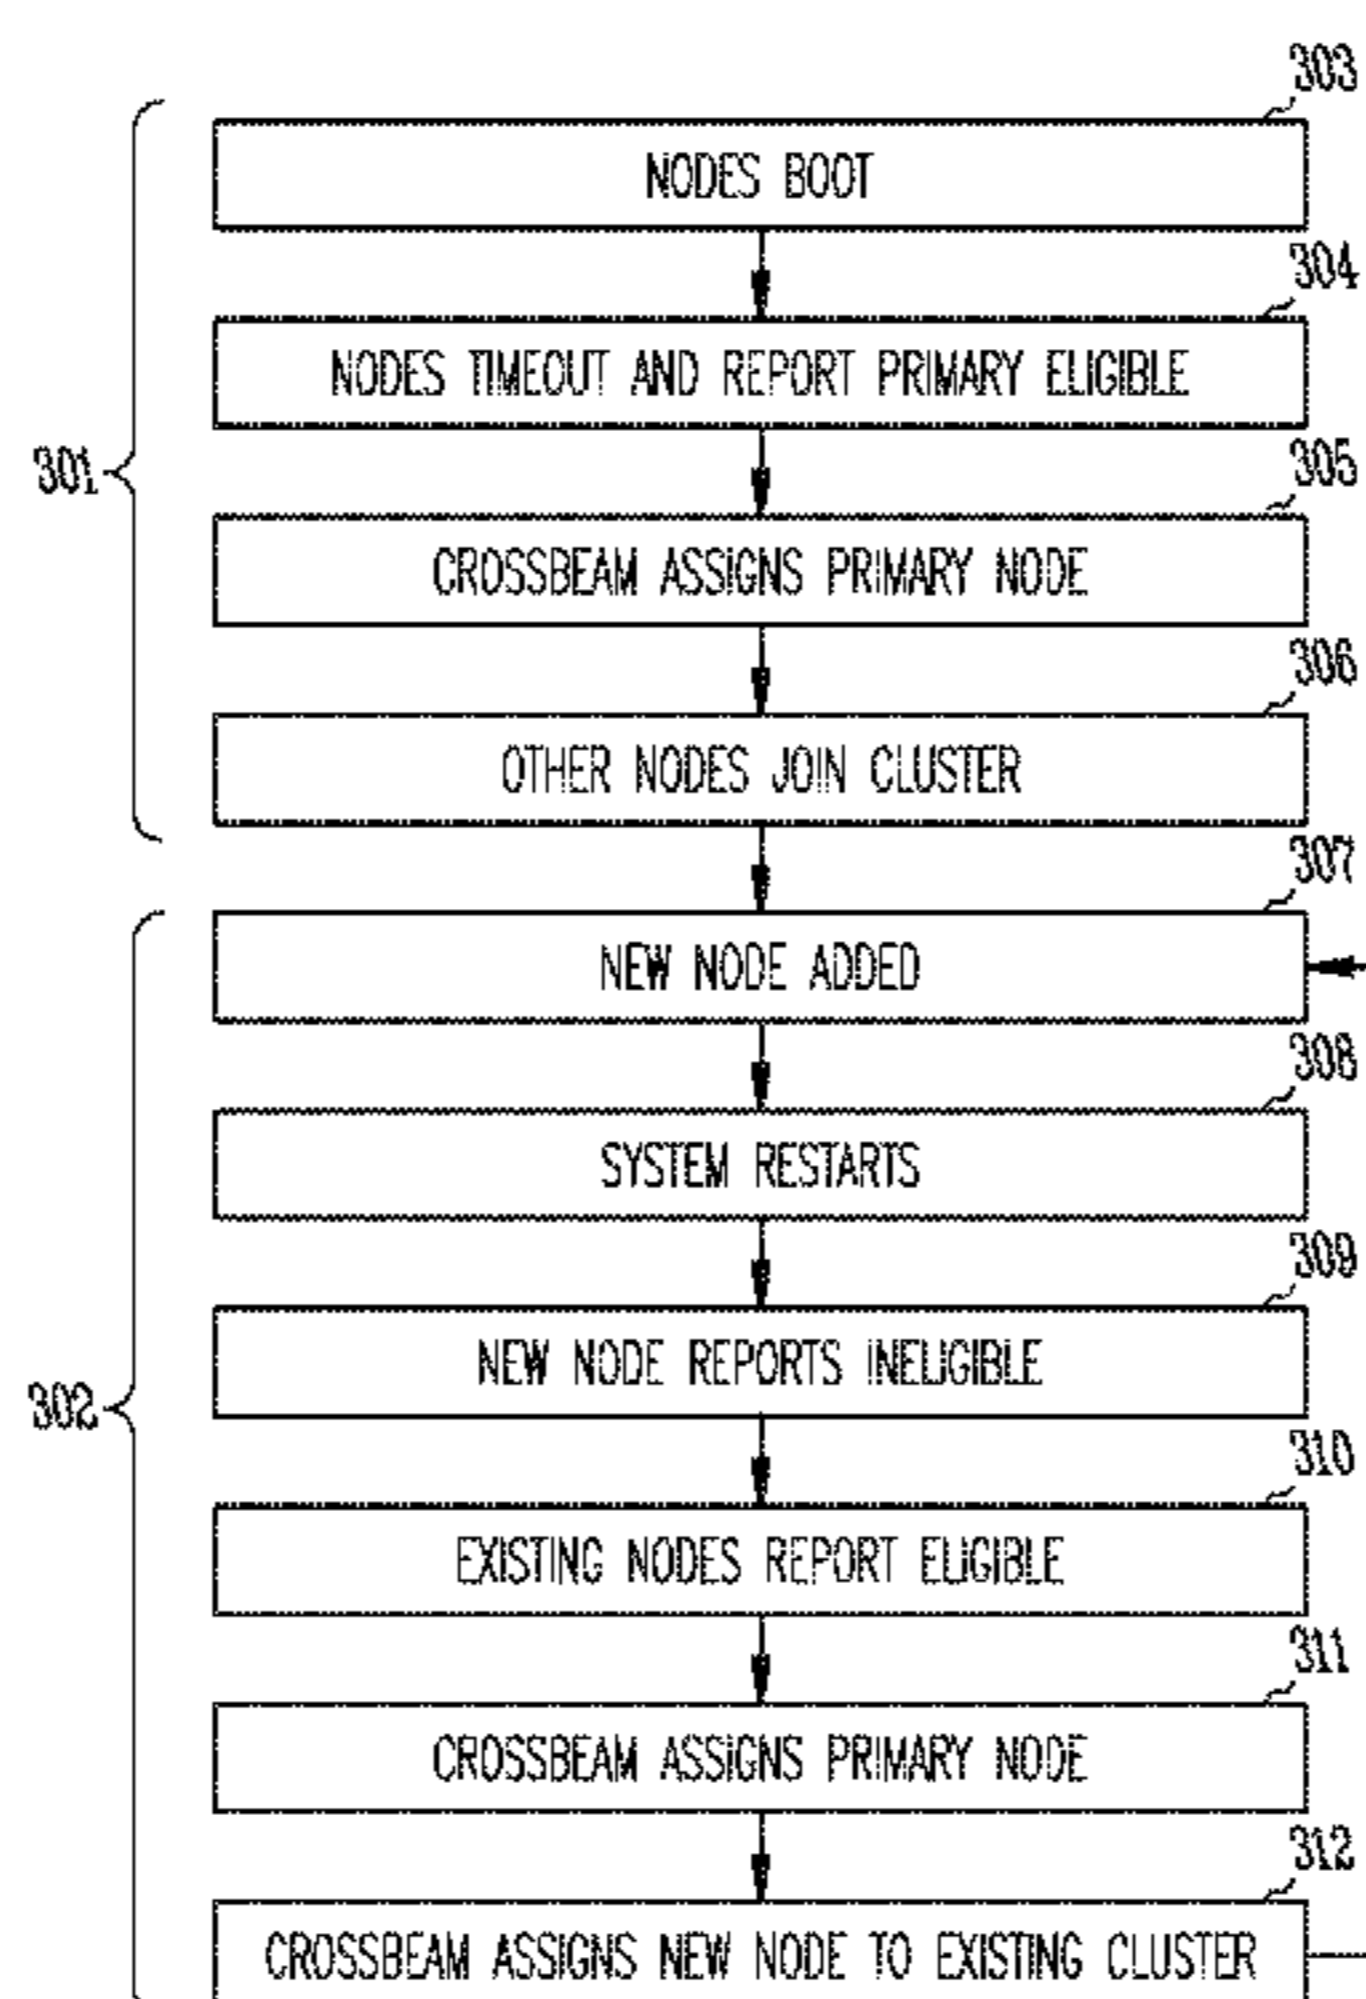 303
NODES BOOT
304
NODES TIMEOUT AND REPORT PRIMARY ELIGIBLE
301
305
CROSSBEAM ASSIGNS PRIMARY NODE
306
OTHER NODES JOIN CLUSTER
307
NEW NODE ADDED
308
SYSTEM RESTARTS
309
NEW NODE REPORTS INELIGIBLE
302
310
EXISTING NODES REPORT ELIGIBLE
311
CROSSBEAM ASSIGNS PRIMARY NODE
312
CROSSBEAM ASSIGNS NEW NODE TO EXISTING CLUSTER